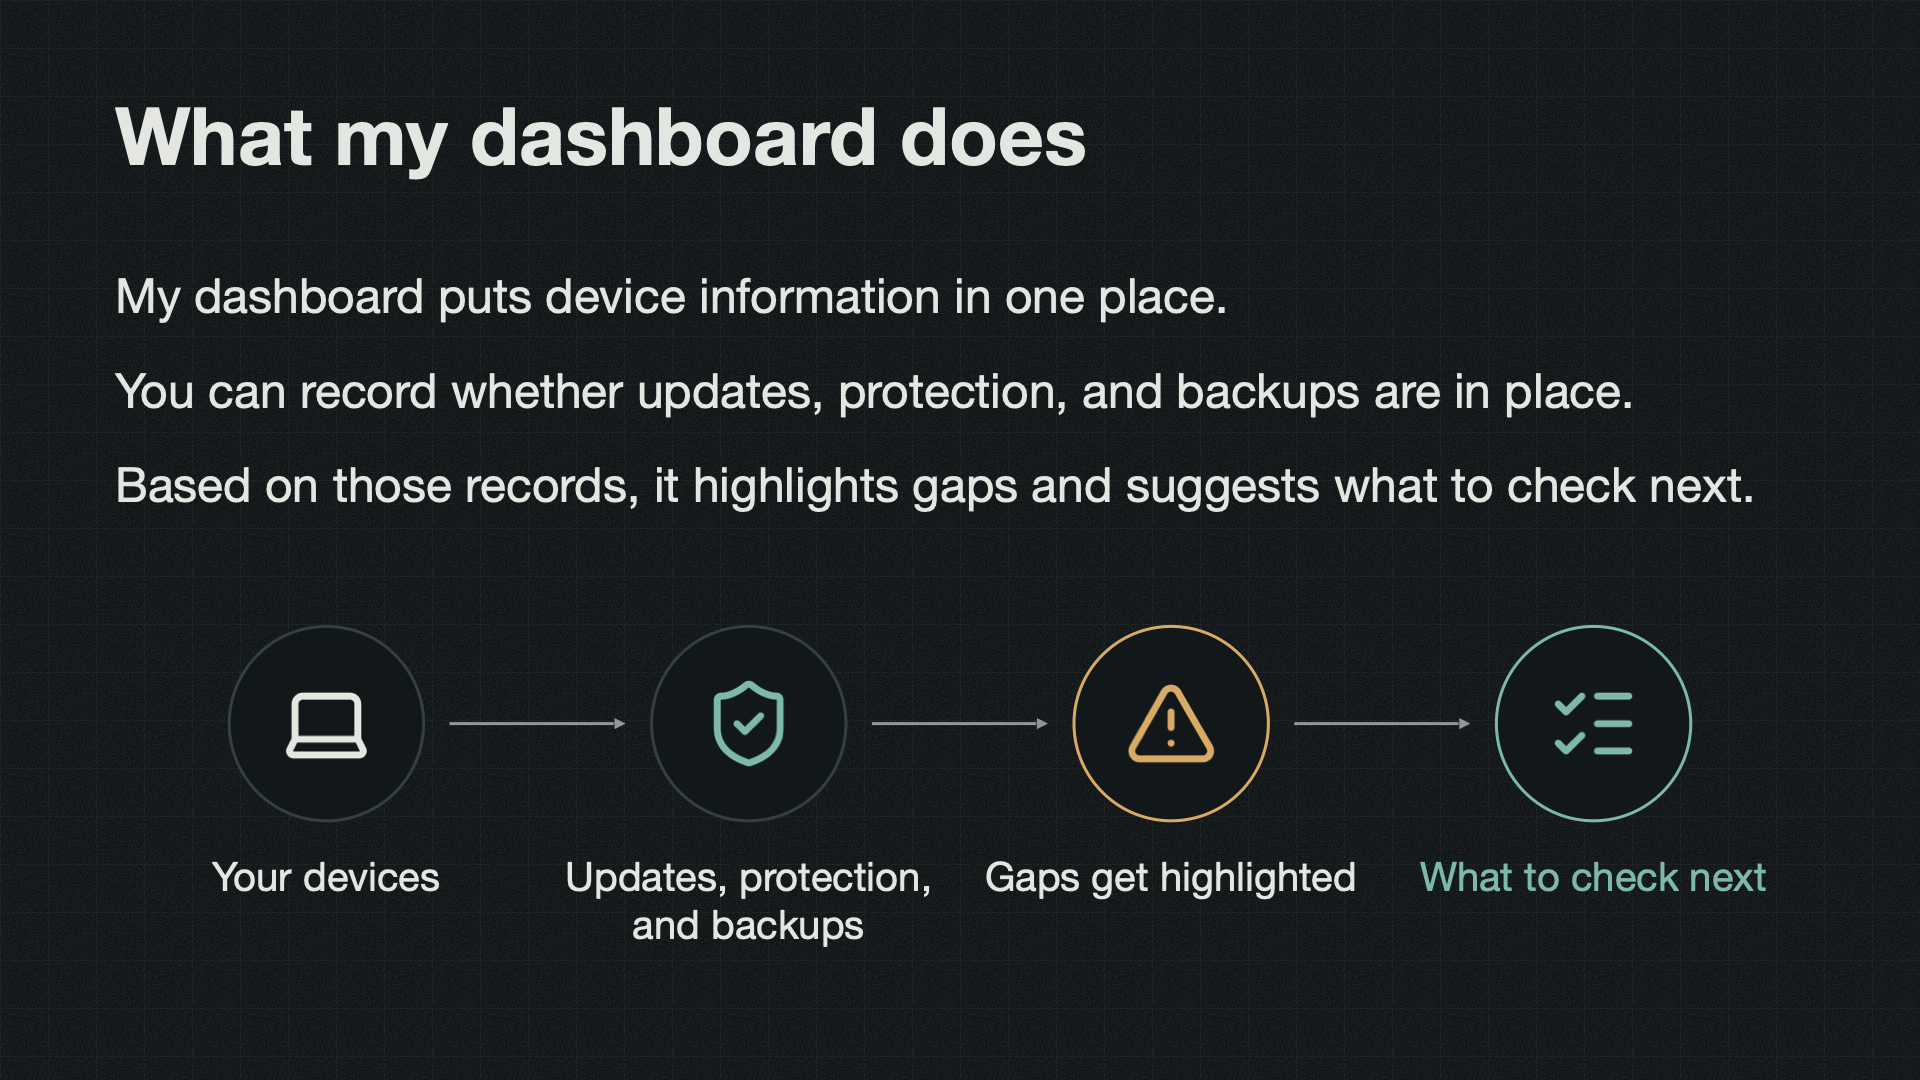 What my dashboard does
My dashboard puts device information in one place.
You can record whether updates, protection, and backups are in place.
Based on those records, it highlights gaps and suggests what to check next.
Your devices
Updates, protection,
and backups
Gaps get highlighted
What to check next